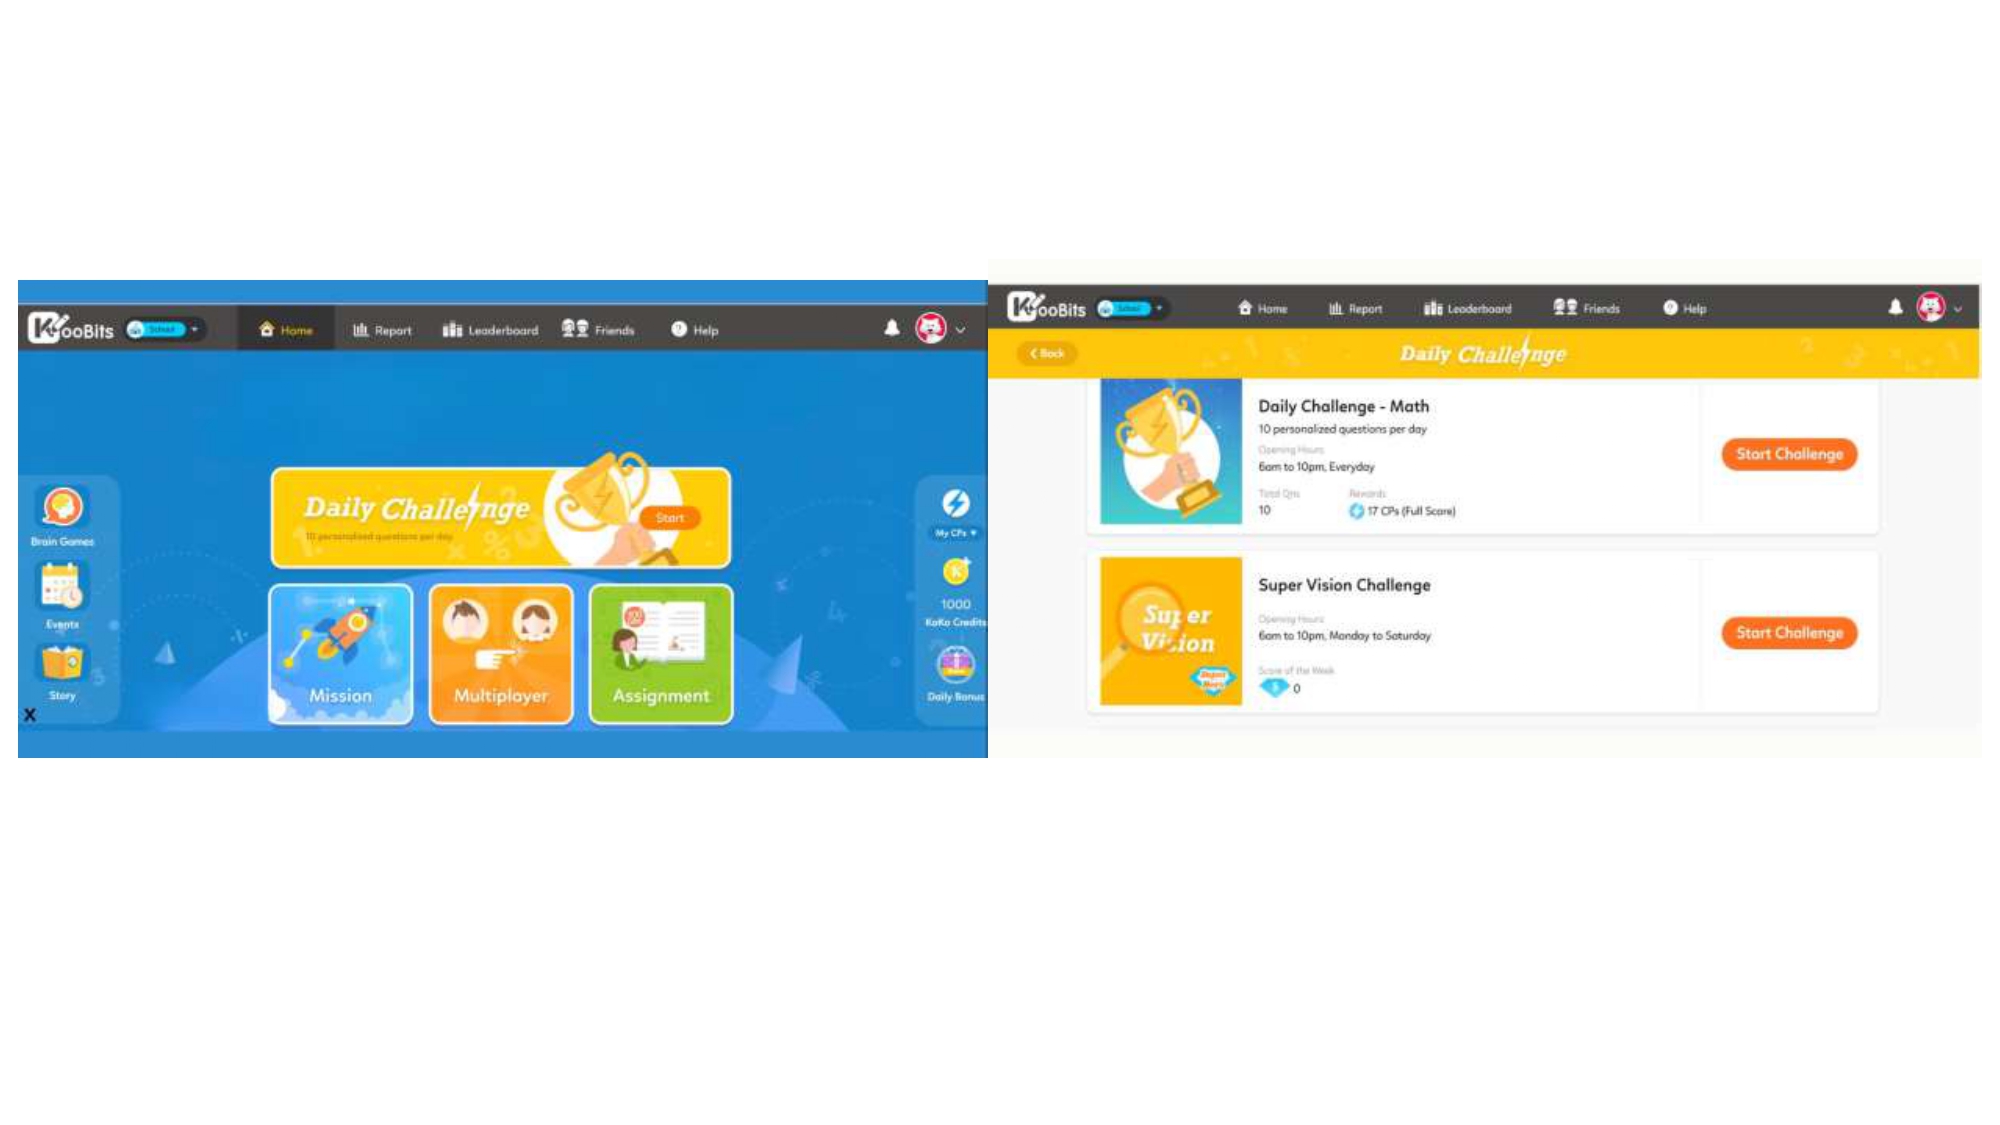 KooBits School Home Report Leaderboard Friends Help
Daily Challenge
10 personalized questions per day
Start
Brain Games
Events
Story
X
Mission
Multiplayer
Assignment
My CPs
1000
KoKo Credits
Daily Bonus
KooBits School Home Report Leaderboard Friends Help
Back
Daily Challenge
Daily Challenge - Math
10 personalized questions per day
Opening Hours
6am to 10pm, Everyday
Total Qns Rewards
10 17 CPs (Full Score)
Start Challenge
Super Vision
Super Vision Challenge
Opening Hours
6am to 10pm, Monday to Saturday
Score of the Week
0
Start Challenge